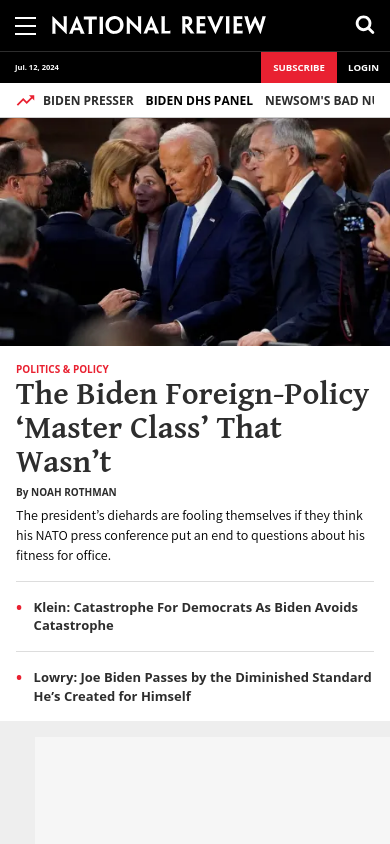 NATIONAL REVIEW
Jul. 12, 2024
SUBSCRIBE
LOGIN
BIDEN PRESSER BIDEN DHS PANEL NEWSOM'S BAD
POLITICS & POLICY
The Biden Foreign-Policy
‘Master Class’ That
Wasn’t
By NOAH ROTHMAN
The president’s diehards are fooling themselves if they think
his NATO press conference put an end to questions about his
fitness for office.
Klein: Catastrophe For Democrats As Biden Avoids
Catastrophe
Lowry: Joe Biden Passes by the Diminished Standard
He’s Created for Himself